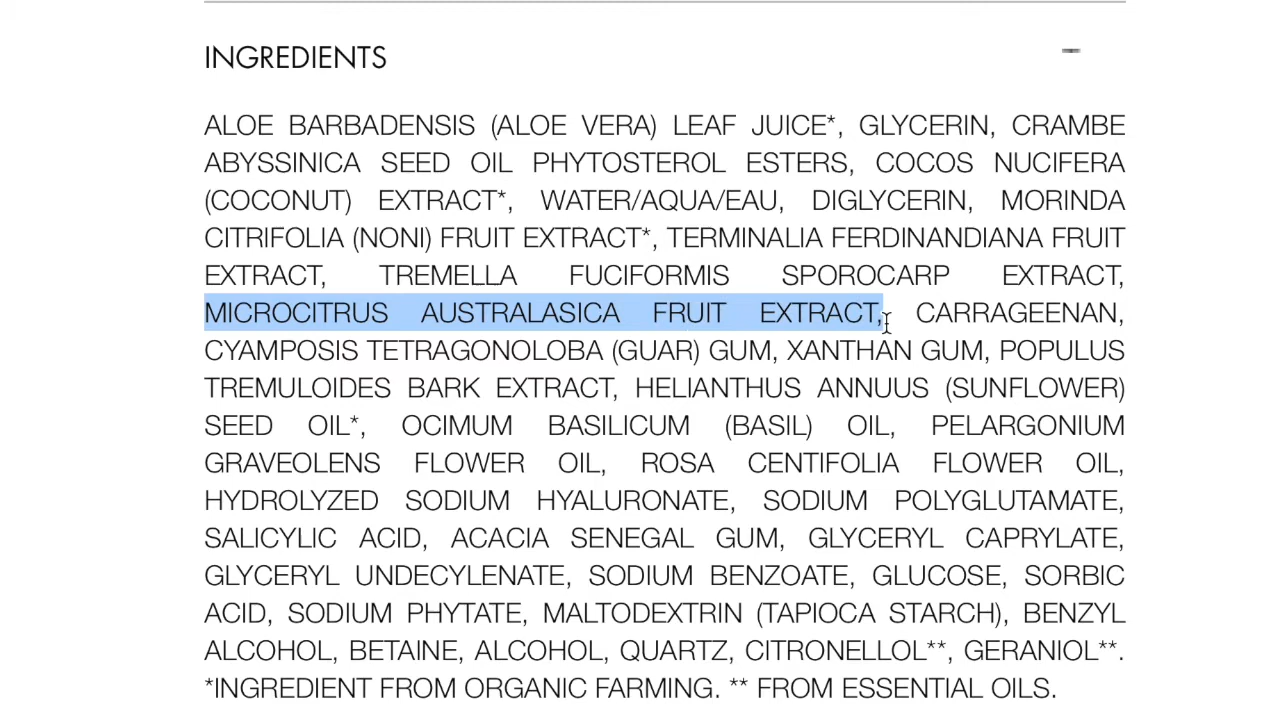 INGREDIENTS
ALOE BARBADENSIS (ALOE VERA) LEAF JUICE*, GLYCERIN, CRAMBE
ABYSSINICA SEED OIL PHYTOSTEROL ESTERS, COCOS NUCIFERA
(COCONUT) EXTRACT*, WATER/AQUA/EAU, DIGLYCERIN, MORINDA
CITRIFOLIA (NONI) FRUIT EXTRACT*, TERMINALIA FERDINANDIANA FRUIT
EXTRACT, TREMELLA FUCIFORMIS SPOROCARP EXTRACT,
MICROCITRUS AUSTRALASICA FRUIT EXTRACT, CARRAGEENAN,
CYAMPOSIS TETRAGONOLOBA (GUAR) GUM, XANTHAN GUM, POPULUS
TREMULOIDES BARK EXTRACT, HELIANTHUS ANNUUS (SUNFLOWER)
SEED OIL*, OCIMUM BASILICUM (BASIL) OIL, PELARGONIUM
GRAVEOLENS FLOWER OIL, ROSA CENTIFOLIA FLOWER OIL,
HYDROLYZED SODIUM HYALURONATE, SODIUM POLYGLUTAMATE,
SALICYLIC ACID, ACACIA SENEGAL GUM, GLYCERYL CAPRYLATE,
GLYCERYL UNDECYLENATE, SODIUM BENZOATE, GLUCOSE, SORBIC
ACID, SODIUM PHYTATE, MALTODEXTRIN (TAPIOCA STARCH), BENZYL
ALCOHOL, BETAINE, ALCOHOL, QUARTZ, CITRONELLOL**, GERANIOL**.
*INGREDIENT FROM ORGANIC FARMING. ** FROM ESSENTIAL OILS.